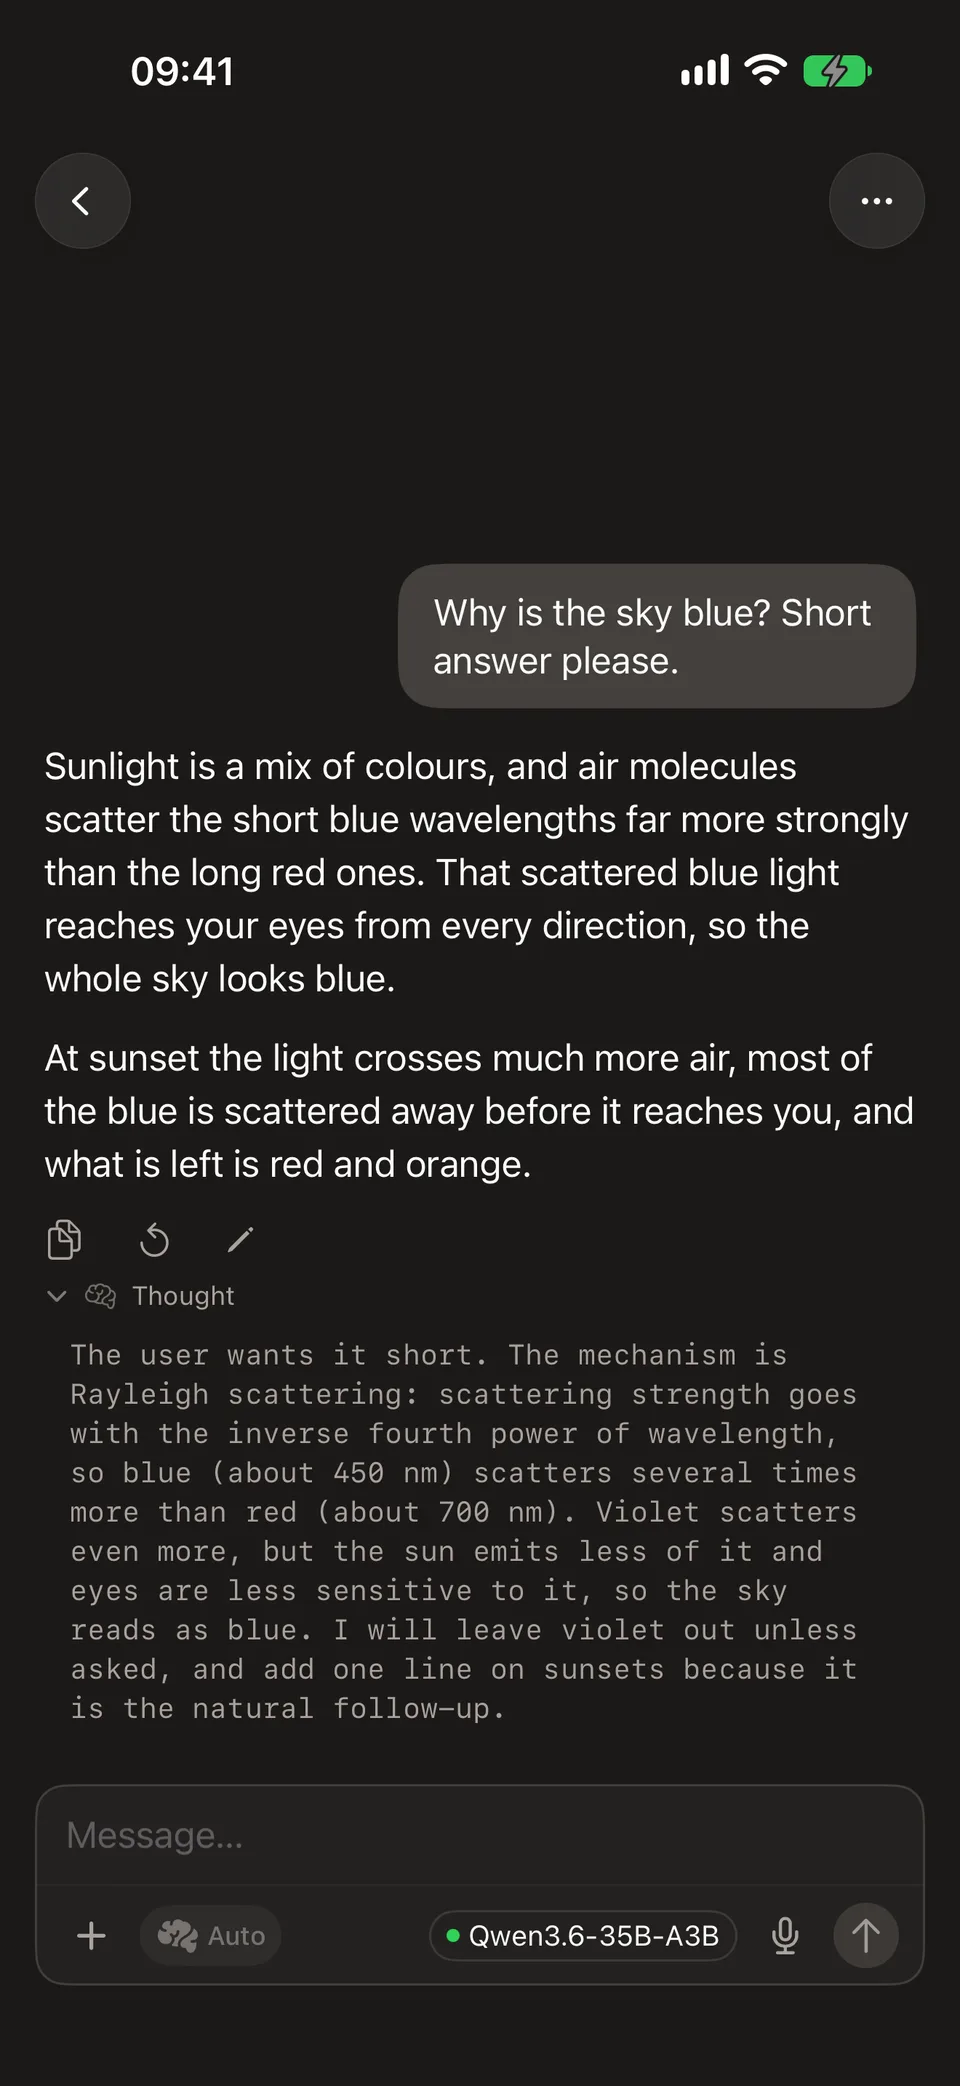 09:41
Why is the sky blue? Short
answer please.
Sunlight is a mix of colours, and air molecules
scatter the short blue wavelengths far more strongly
than the long red ones. That scattered blue light
reaches your eyes from every direction, so the
whole sky looks blue.
At sunset the light crosses much more air, most of
the blue is scattered away before it reaches you, and
what is left is red and orange.
Thought
The user wants it short. The mechanism is
Rayleigh scattering: scattering strength goes
with the inverse fourth power of wavelength,
so blue (about 450 nm) scatters several times
more than red (about 700 nm). Violet scatters
even more, but the sun emits less of it and
eyes are less sensitive to it, so the sky
reads as blue. I will leave violet out unless
asked, and add one line on sunsets because it
is the natural follow-up.
Message...
Auto
Qwen3.6-35B-A3B